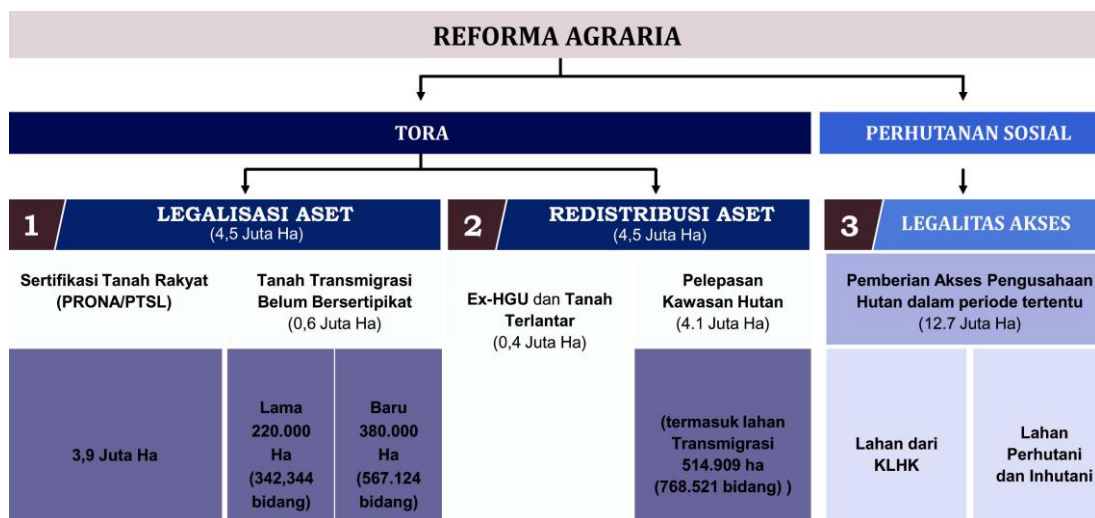 REFORMA AGRARIA
TORA
PERHUTANAN SOSIAL
1
LEGALISASI ASET
(4,5 Juta Ha)
2
REDISTRIBUSI ASET
(4,5 Juta Ha)
3
LEGALITAS AKSES
Sertifikasi Tanah Rakyat
(PRONA/PTSL)
Tanah Transmigrasi
Belum Bersertipikat
(0,6 Juta Ha)
Ex-HGU dan Tanah
Terlantar
(0,4 Juta Ha)
Pelepasan
Kawasan Hutan
(4.1 Juta Ha)
Pemberian Akses Pengusahaan
Hutan dalam periode tertentu
(12.7 Juta Ha)
3,9 Juta Ha
Lama
220.000
Ha
(342,344
bidang)
Baru
380.000
Ha
(567.124
bidang)
(termasuk lahan
Transmigrasi
514.909 ha
(768.521 bidang) )
Lahan dari
KLHK
Lahan
Perhutani
dan Inhutani